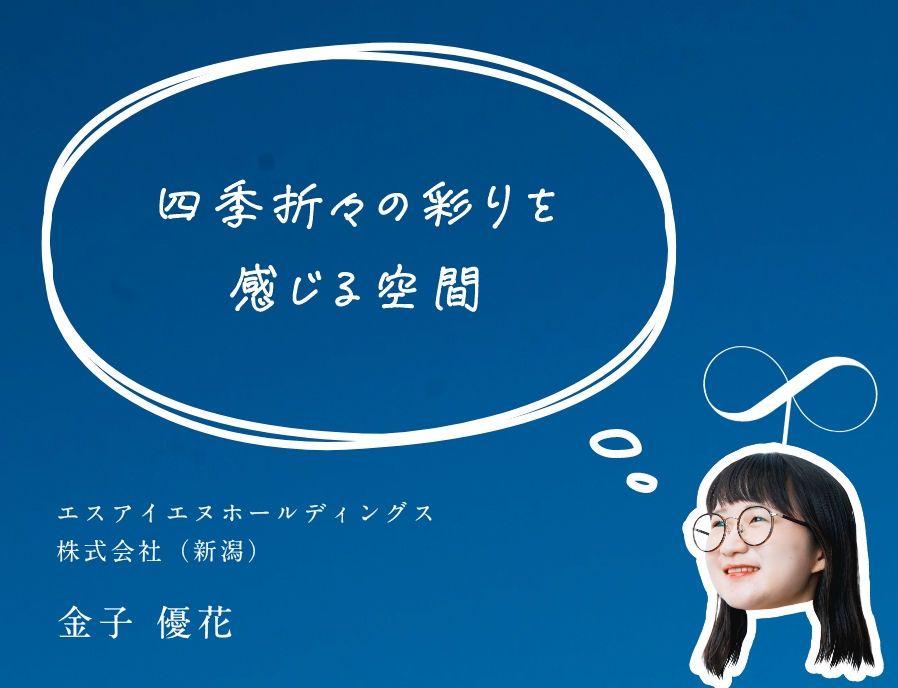 四季折々の彩りを
感じる空間
エスアイエヌホールディングス
株式会社（新潟）
金子 優花